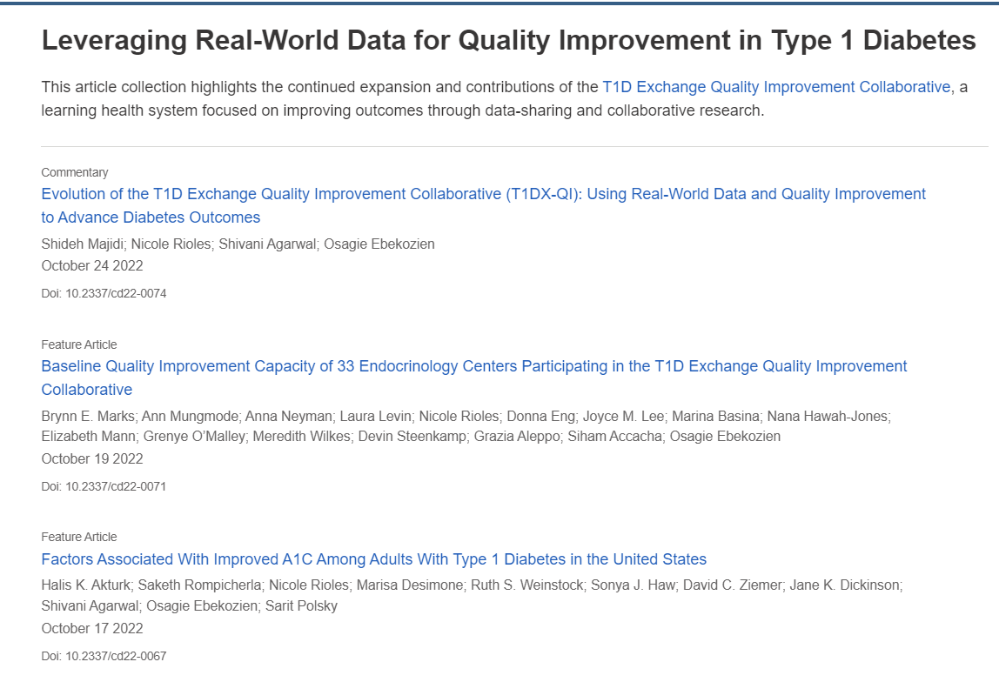 Leveraging Real-World Data for Quality Improvement in Type 1 Diabetes
This article collection highlights the continued expansion and contributions of the T1D Exchange Quality Improvement Collaborative, a
learning health system focused on improving outcomes through data-sharing and collaborative research.
Commentary
Evolution of the T1D Exchange Quality Improvement Collaborative (T1DX-QI): Using Real-World Data and Quality Improvement
to Advance Diabetes Outcomes
Shideh Majidi; Nicole Rioles; Shivani Agarwal; Osagie Ebekozien
October 24 2022
Doi: 10.2337/cd22-0074
Feature Article
Baseline Quality Improvement Capacity of 33 Endocrinology Centers Participating in the T1D Exchange Quality Improvement
Collaborative
Brynn E. Marks; Ann Mungmode; Anna Neyman; Laura Levin; Nicole Rioles; Donna Eng; Joyce M. Lee; Marina Basina; Nana Hawah-Jones;
Elizabeth Mann; Grenye O’Malley; Meredith Wilkes; Devin Steenkamp; Grazia Aleppo; Siham Accacha; Osagie Ebekozien
October 19 2022
Doi: 10.2337/cd22-0071
Feature Article
Factors Associated With Improved A1C Among Adults With Type 1 Diabetes in the United States
Halis K. Akturk; Saketh Rompicherla; Nicole Rioles; Marisa Desimone; Ruth S. Weinstock; Sonya J. Haw; David C. Ziemer; Jane K. Dickinson;
Shivani Agarwal; Osagie Ebekozien; Sarit Polsky
October 17 2022
Doi: 10.2337/cd22-0067